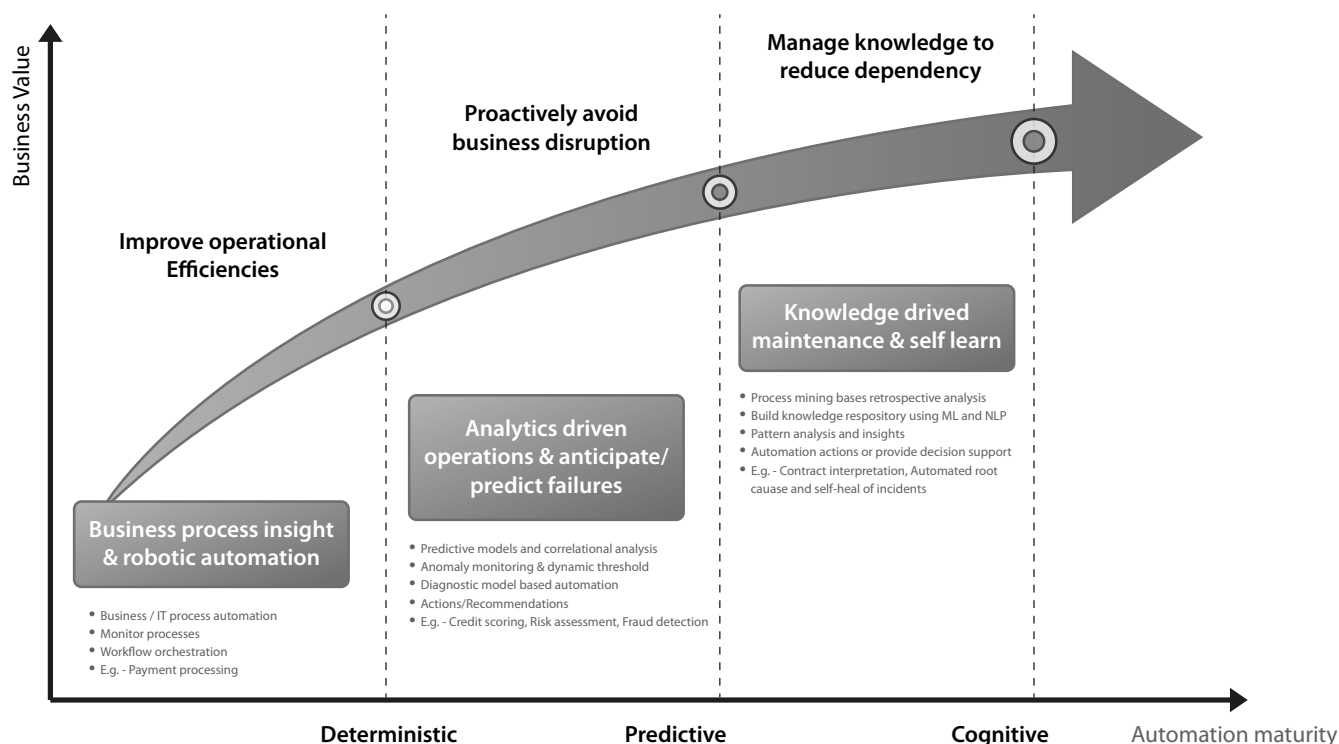 Business Value
Improve operational
Efficiencies
Proactively avoid
business disruption
Manage knowledge to
reduce dependency
Business process insight
& robotic automation
• Business / IT process automation
• Monitor processes
• Workflow orchestration
• E.g. - Payment processing
Analytics driven
operations & anticipate/
predict failures
• Predictive models and correlational analysis
• Anomaly monitoring & dynamic threshold
• Diagnostic model based automation
• Actions/Recommendations
• E.g. - Credit scoring, Risk assessment, Fraud detection
Knowledge drived
maintenance & self learn
• Process mining bases retrospective analysis
• Build knowledge respository using ML and NLP
• Pattern analysis and insights
• Automation actions or provide decision support
• E.g. - Contract interpretation, Automated root
cauase and self-heal of incidents
Deterministic
Predictive
Cognitive
Automation maturity